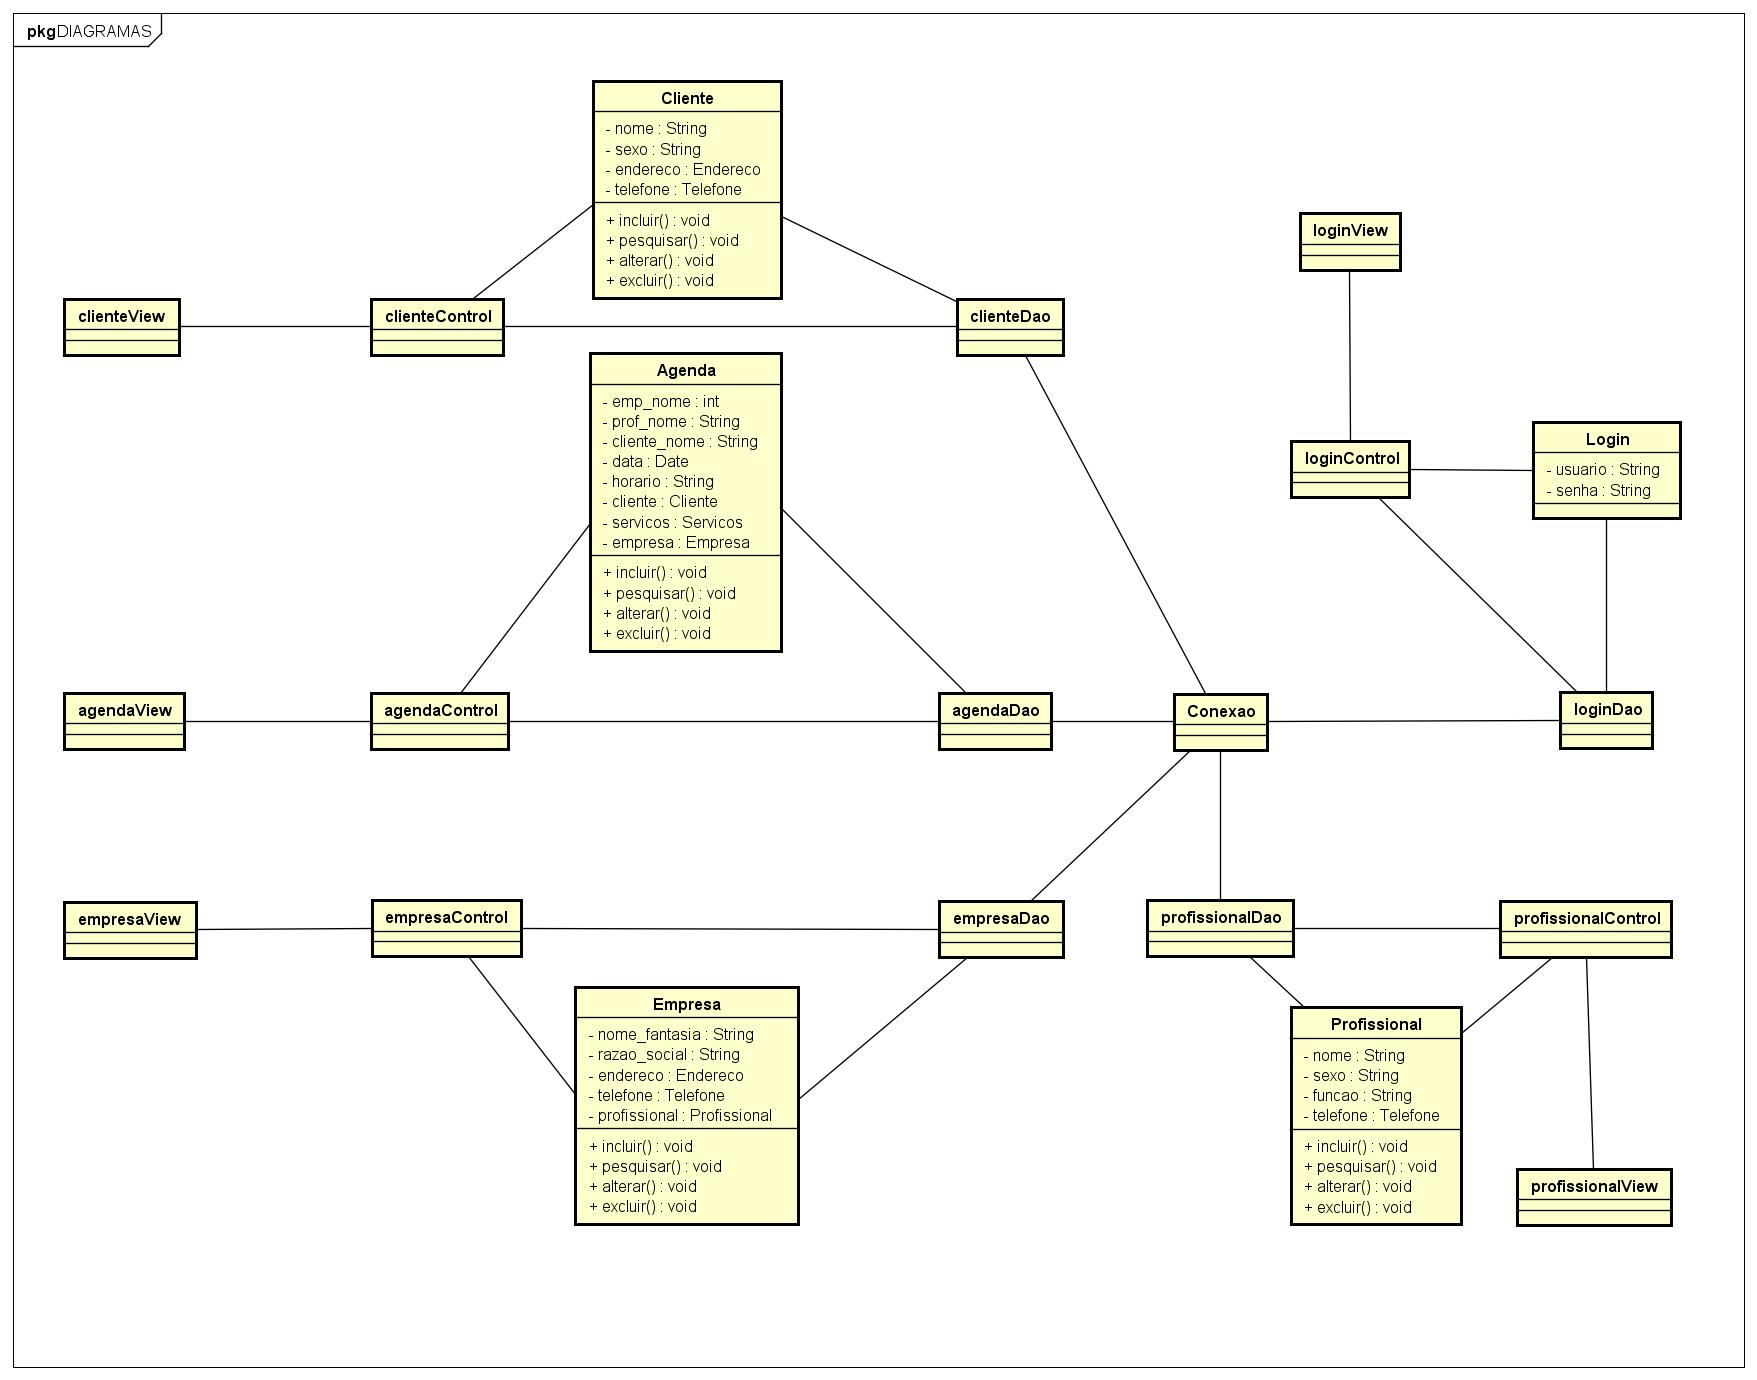 pkgDIAGRAMAS
Cliente
- nome : String
- sexo : String
- endereco : Endereco
- telefone : Telefone
+ incluir() : void
+ pesquisar() : void
+ alterar() : void
+ excluir() : void
loginView
clienteView
clienteControl
clienteDao
Agenda
- emp_nome : int
- prof_nome : String
- cliente_nome : String
- data : Date
- horario : String
- cliente : Cliente
- servicos : Servicos
- empresa : Empresa
+ incluir() : void
+ pesquisar() : void
+ alterar() : void
+ excluir() : void
loginControl
Login
- usuario : String
- senha : String
agendaView
agendaControl
agendaDao
Conexao
loginDao
empresaView
empresaControl
empresaDao
profissionalDao
profissionalControl
Empresa
- nome_fantasia : String
- razao_social : String
- endereco : Endereco
- telefone : Telefone
- profissional : Profissional
+ incluir() : void
+ pesquisar() : void
+ alterar() : void
+ excluir() : void
Profissional
- nome : String
- sexo : String
- funcao : String
- telefone : Telefone
+ incluir() : void
+ pesquisar() : void
+ alterar() : void
+ excluir() : void
profissionalView